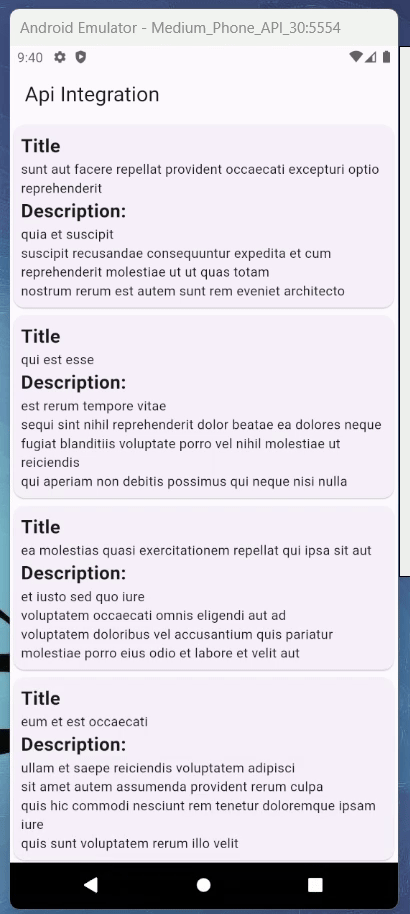 Android Emulator - Medium_Phone_API_30:5554
9:40
Api Integration
Title
sunt aut facere repellat provident occaecati excepturi optio
reprehenderit
Description:
quia et suscipit
suscipit recusandae consequuntur expedita et cum
reprehenderit molestiae ut ut quas totam
nostrum rerum est autem sunt rem eveniet architecto
Title
qui est esse
Description:
est rerum tempore vitae
sequi sint nihil reprehenderit dolor beatae ea dolores neque
fugiat blanditiis voluptate porro vel nihil molestiae ut
reiciendis
qui aperiam non debitis possimus qui neque nisi nulla
Title
ea molestias quasi exercitationem repellat qui ipsa sit aut
Description:
et iusto sed quo iure
voluptatem occaecati omnis eligendi aut ad
voluptatem doloribus vel accusantium quis pariatur
molestiae porro eius odio et labore et velit aut
Title
eum et est occaecati
Description:
ullam et saepe reiciendis voluptatem adipisci
sit amet autem assumenda provident rerum culpa
quis hic commodi nesciunt rem tenetur doloremque ipsam
iure
quis sunt voluptatem rerum illo velit